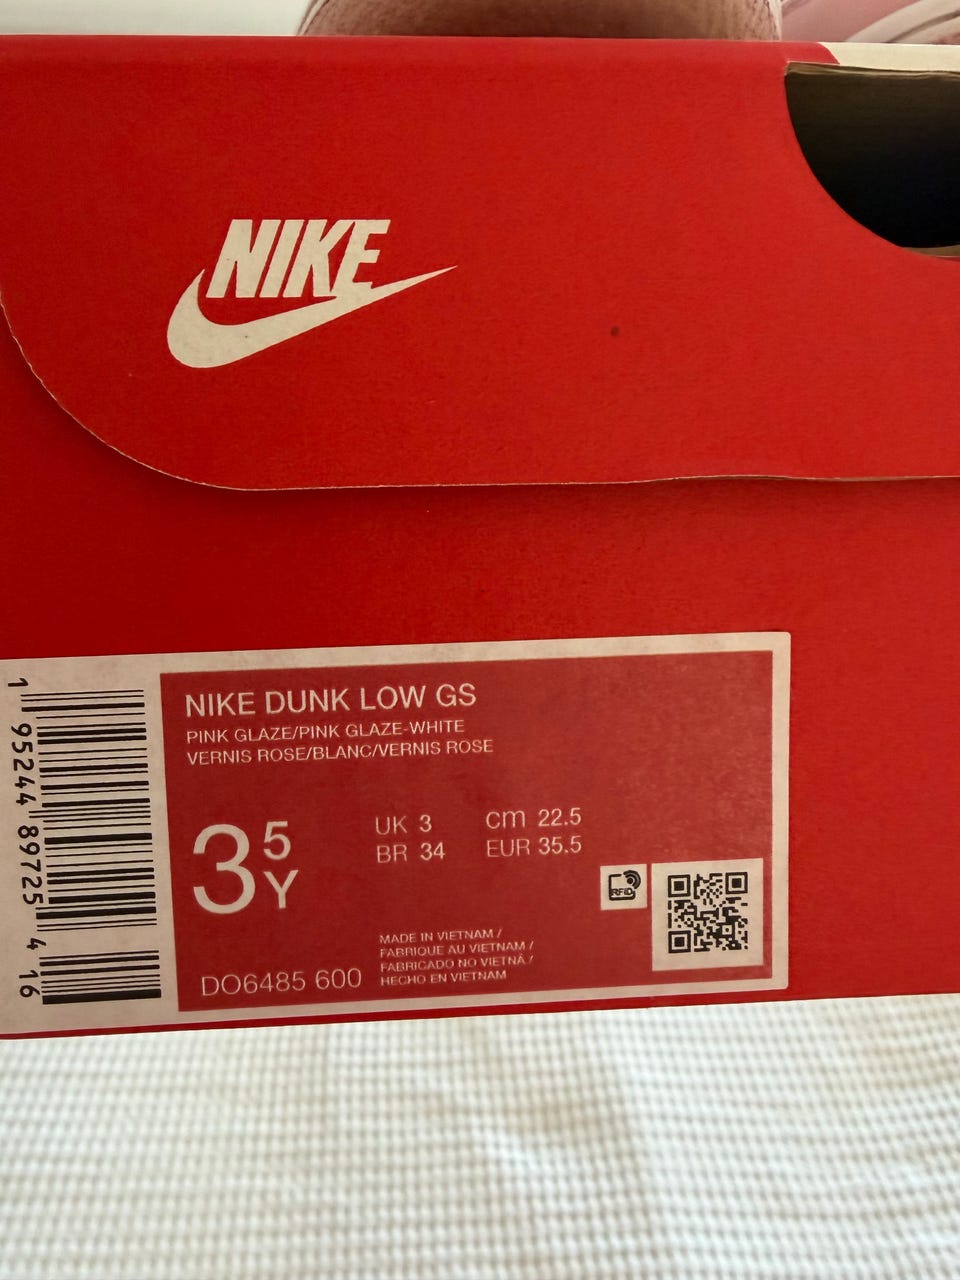 NIKE
NIKE DUNK LOW GS
PINK GLAZE/PINK GLAZE-WHITE
VERNIS ROSE/BLANC/VERNIS ROSE
3 5Y
UK 3
BR 34
cm 22.5
EUR 35.5
RFID
MADE IN VIETNAM /
FABRIQUE AU VIETNAM /
FABRICADO NO VIETNÃ /
HECHO EN VIETNAM
DO6485 600
1 95244 89725 4 16